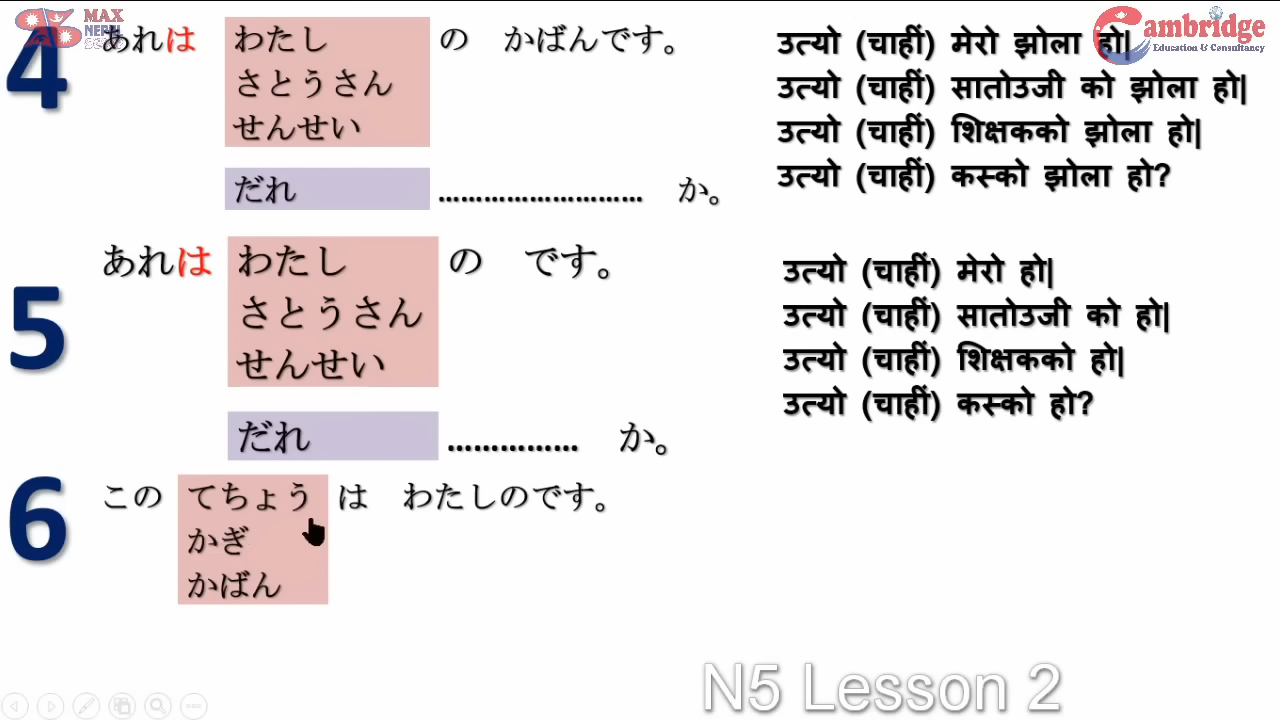 MAX
NEPAL
Cambridge
Education & Consultancy
4
あれは わたし の かばんです。
さとうさん
せんせい
だれ ............................ か。
उत्यो (चाहीं) मेरो झोला हो|
उत्यो (चाहीं) सातोउजी को झोला हो|
उत्यो (चाहीं) शिक्षकको झोला हो|
उत्यो (चाहीं) कस्को झोला हो?
5
あれは わたし の です。
さとうさん
せんせい
だれ ................ か。
उत्यो (चाहीं) मेरो हो|
उत्यो (चाहीं) सातोउजी को हो|
उत्यो (चाहीं) शिक्षकको हो|
उत्यो (चाहीं) कस्को हो?
6
この てちょう は わたしのです。
かぎ
かばん
N5 Lesson 2